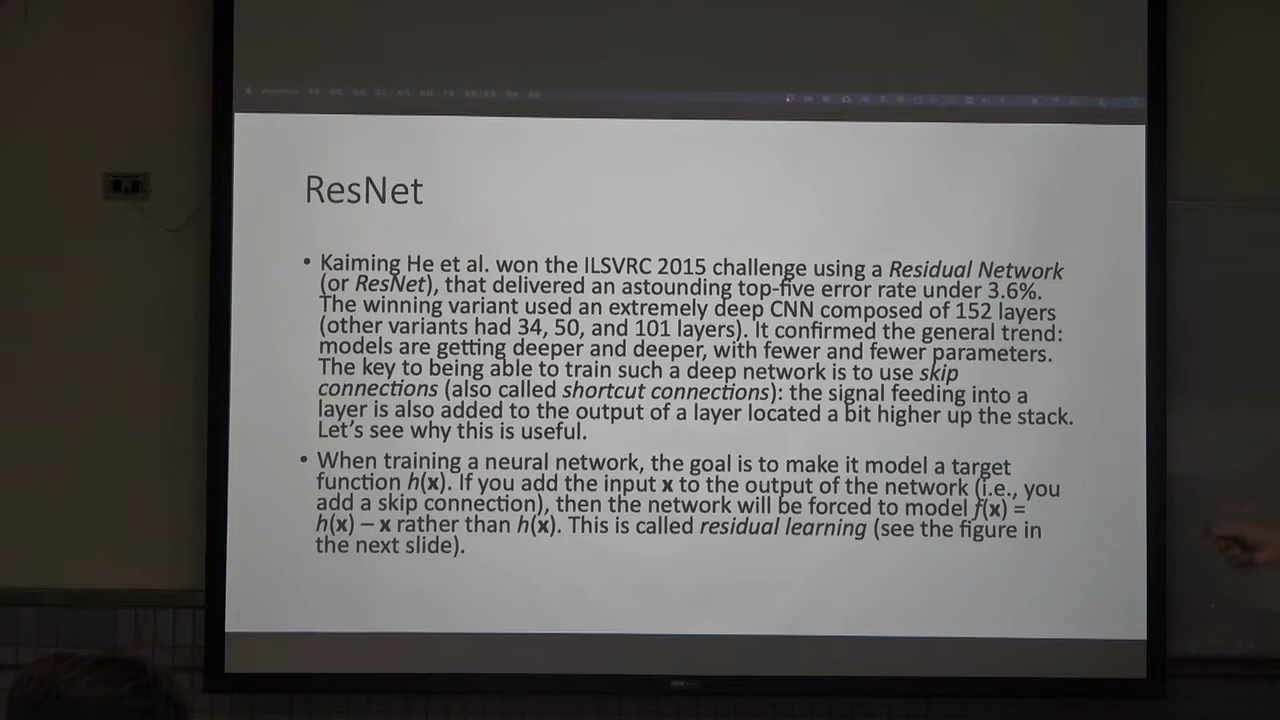 ResNet
• Kaiming He et al. won the ILSVRC 2015 challenge using a Residual Network
(or ResNet), that delivered an astounding top-five error rate under 3.6%.
The winning variant used an extremely deep CNN composed of 152 layers
(other variants had 34, 50, and 101 layers). It confirmed the general trend:
models are getting deeper and deeper, with fewer and fewer parameters.
The key to being able to train such a deep network is to use skip
connections (also called shortcut connections): the signal feeding into a
layer is also added to the output of a layer located a bit higher up the stack.
Let's see why this is useful.
• When training a neural network, the goal is to make it model a target
function h(x). If you add the input x to the output of the network (i.e., you
add a skip connection), then the network will be forced to model f(x) =
h(x) – x rather than h(x). This is called residual learning (see the figure in
the next slide).